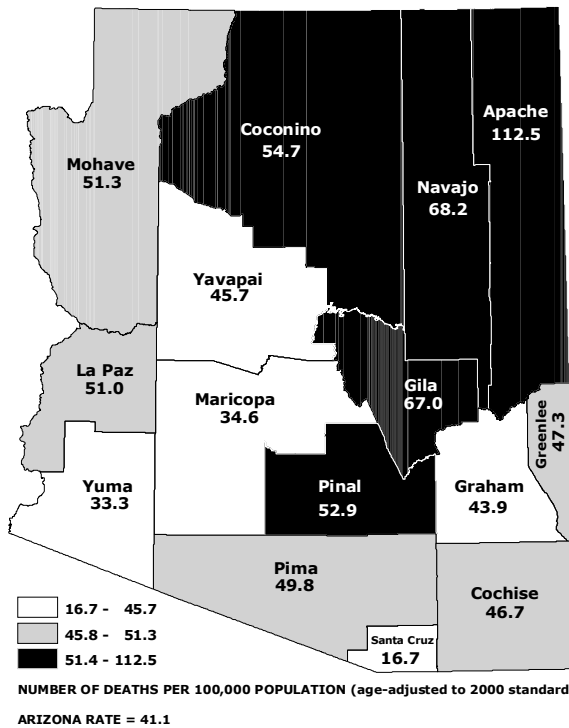 Apache
112.5
Coconino
54.7
Mohave
51.3
Navajo
68.2
Yavapai
45.7
La Paz
51.0
Maricopa
34.6
Gila
67.0
Greenlee
47.3
Yuma
33.3
Pinal
52.9
Graham
43.9
Pima
49.8
Cochise
46.7
Santa Cruz
16.7
16.7 - 45.7
45.8 - 51.3
51.4 - 112.5
NUMBER OF DEATHS PER 100,000 POPULATION (age-adjusted to 2000 standard
ARIZONA RATE = 41.1